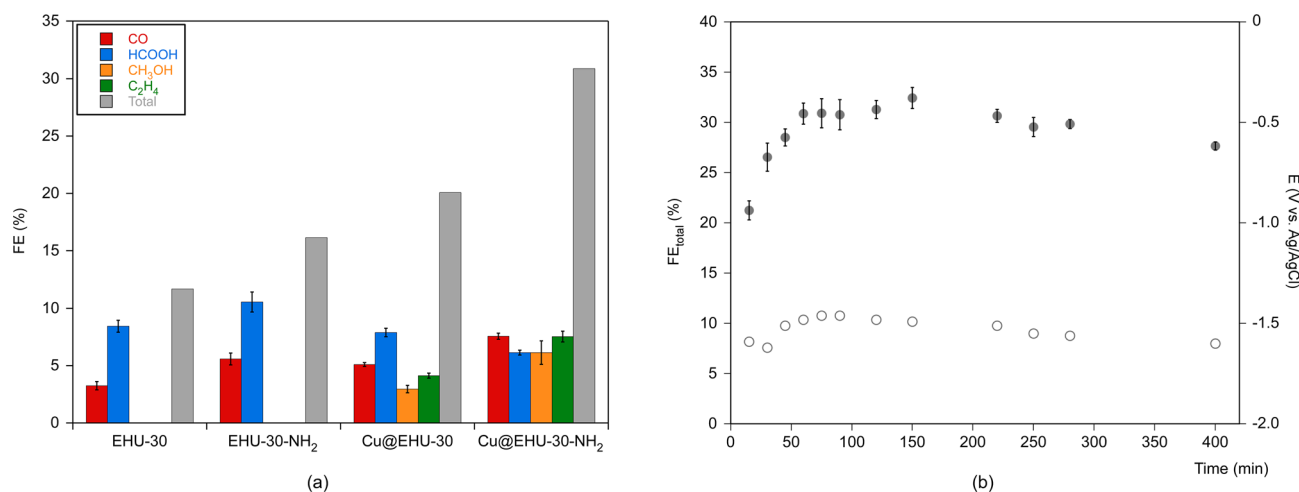 35
30
25
20
15
10
5
0
FE (%)
CO
HCOOH
CH₃OH
C₂H₄
Total
EHU-30
EHU-30-NH₂
Cu@EHU-30
Cu@EHU-30-NH₂
(a)
40
35
30
25
20
15
10
5
0
FE_total (%)
0
−0.5
−1.0
−1.5
−2.0
E (V vs. Ag/AgCl)
0 50 100 150 200 250 300 350 400
Time (min)
(b)